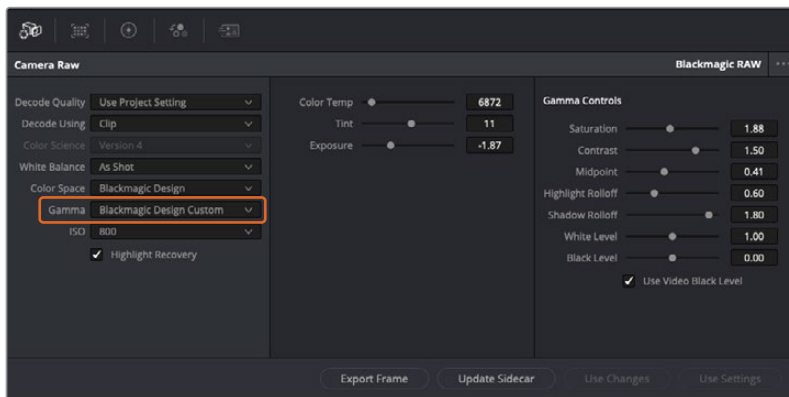 Camera Raw
Blackmagic RAW
Decode Quality Use Project Setting
Decode Using Clip
Color Science Version 4
White Balance As Shot
Color Space Blackmagic Design
Gamma Blackmagic Design Custom
ISO 800
Highlight Recovery
Color Temp 6872
Tint 11
Exposure -1.87
Gamma Controls
Saturation 1.88
Contrast 1.50
Midpoint 0.41
Highlight Rolloff 0.60
Shadow Rolloff 1.80
White Level 1.00
Black Level 0.00
Use Video Black Level
Export Frame
Update Sidecar
Use Changes
Use Settings